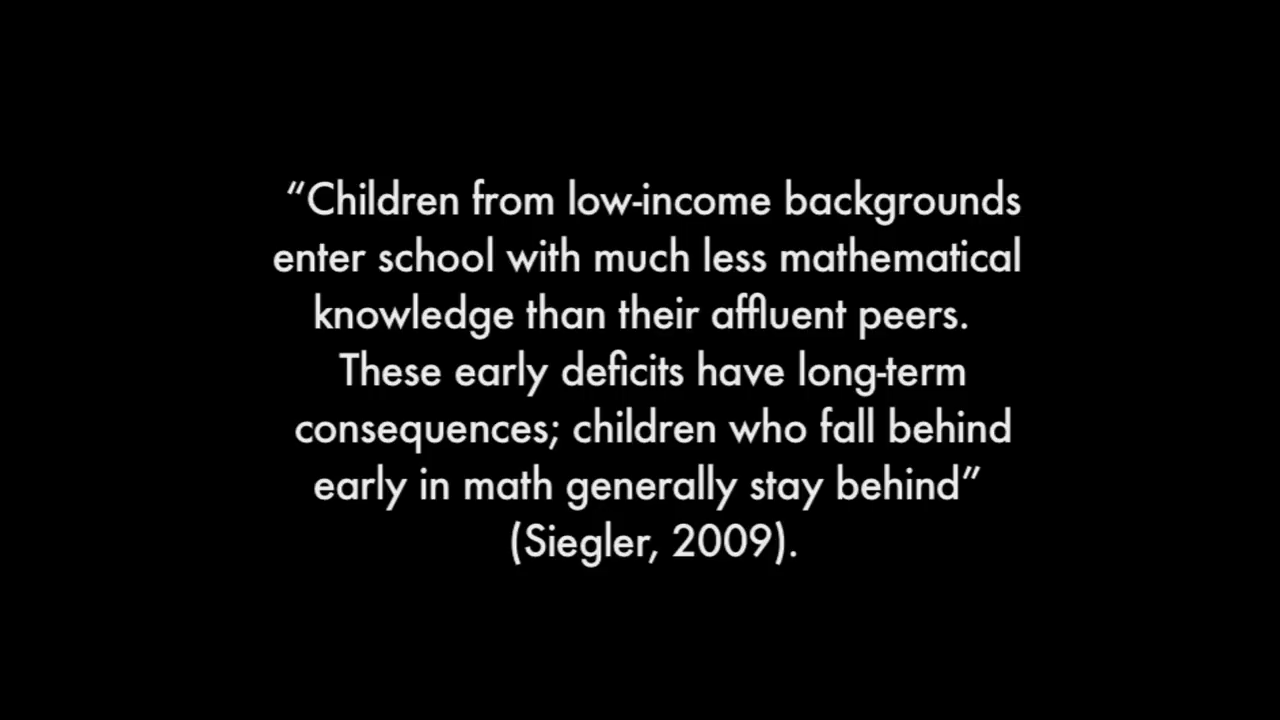 “Children from low-income backgrounds
enter school with much less mathematical
knowledge than their affluent peers.
These early deficits have long-term
consequences; children who fall behind
early in math generally stay behind”
(Siegler, 2009).